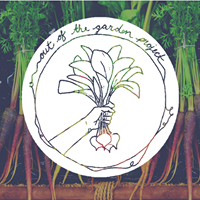 out of the garden project